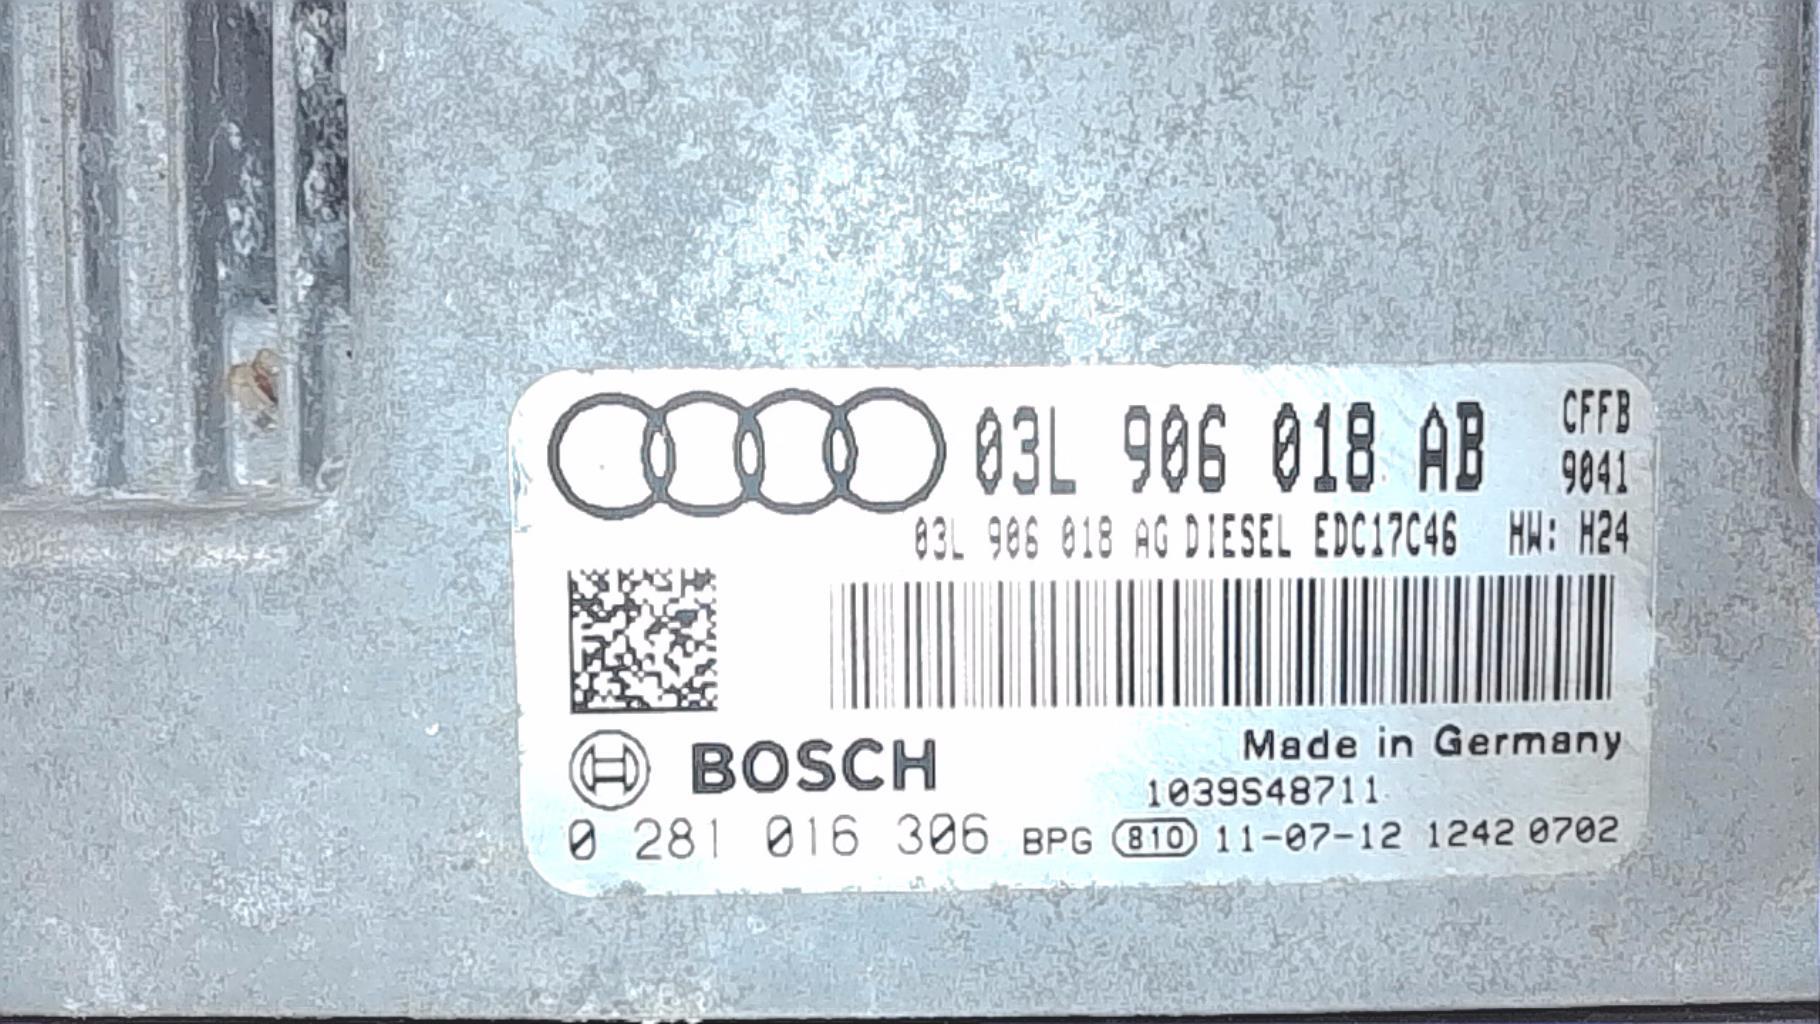 03L 906 018 AB
CFFB
9041
03L 906 018 AG DIESEL EDC17C46 HW: H24
Made in Germany
BOSCH
1039S48711
0 281 016 306 BPG 810 11-07-12 1242 0702